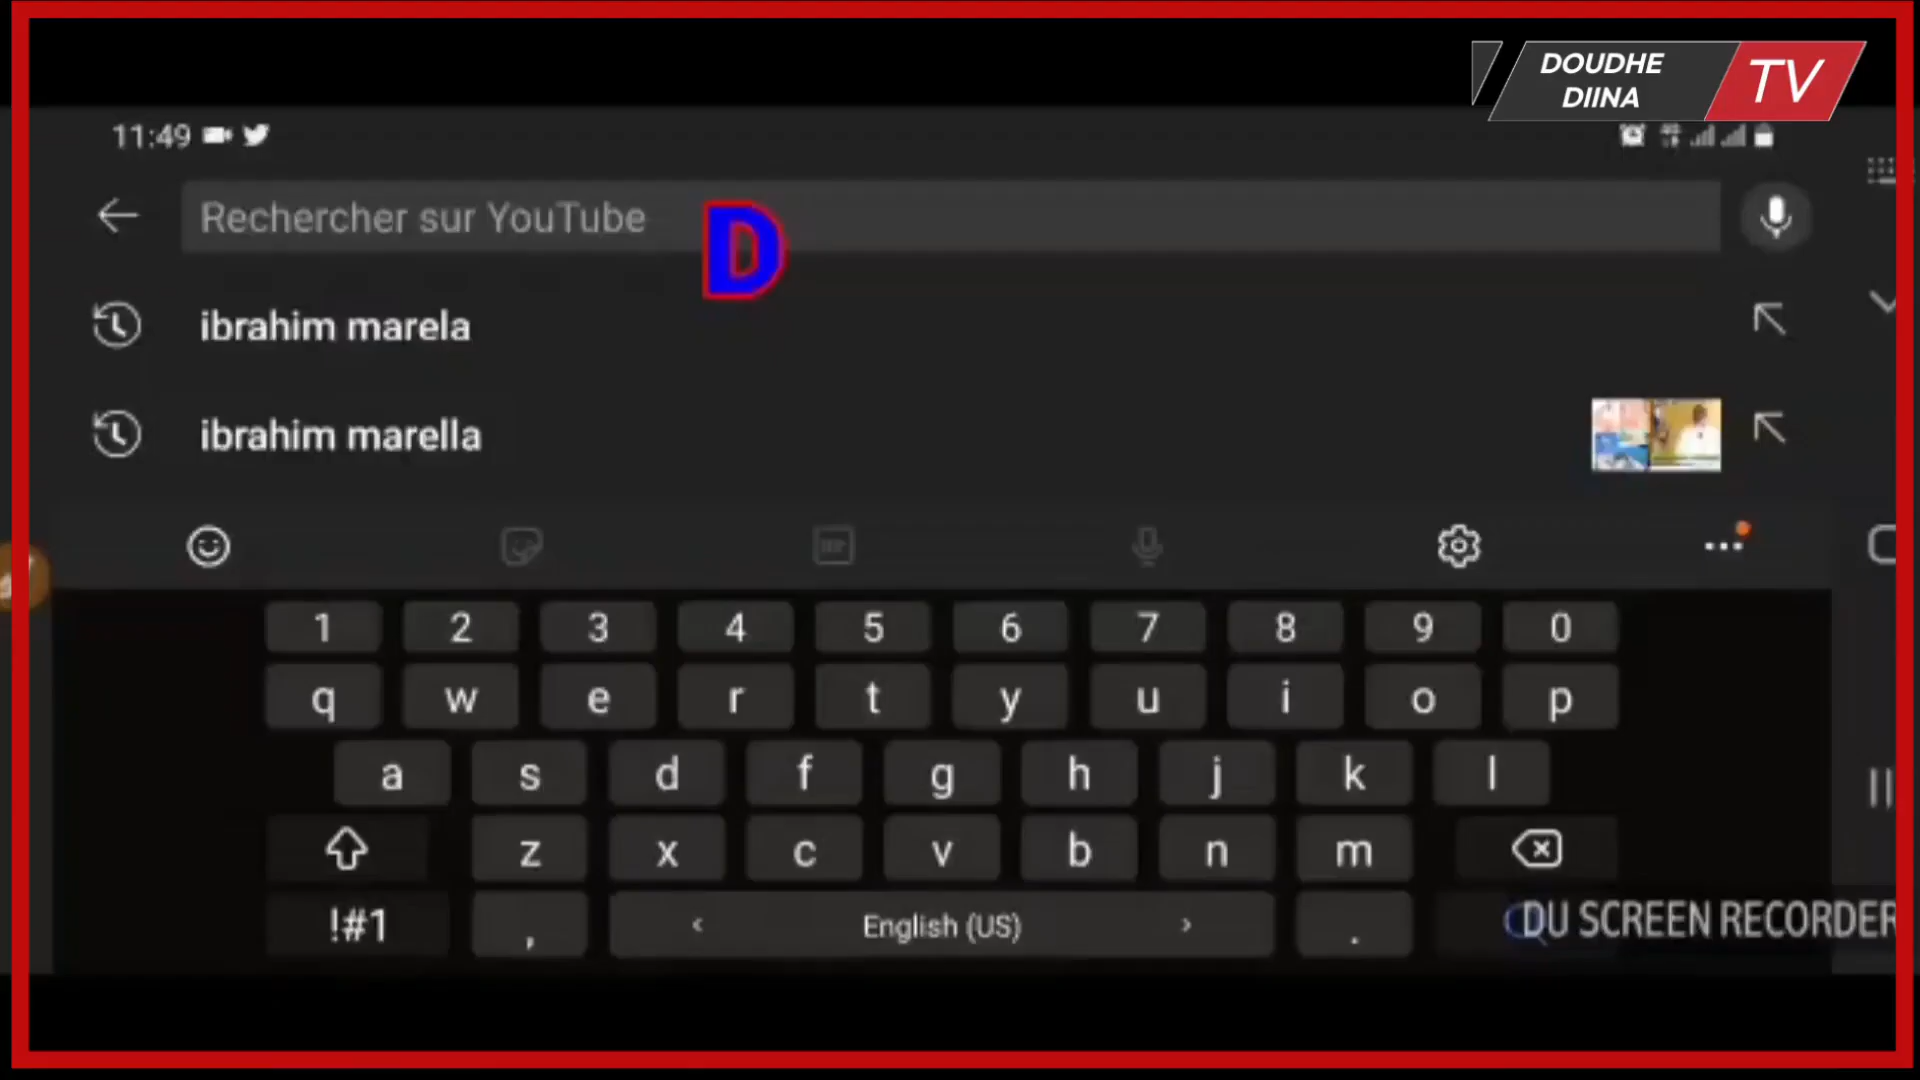 DOUDHE
DIINA
TV
11:49
Rechercher sur YouTube
D
ibrahim marela
ibrahim marella
1 2 3 4 5 6 7 8 9 0
q w e r t y u i o p
a s d f g h j k l
z x c v b n m
!#1 , < English (US) > .
DU SCREEN RECORDER